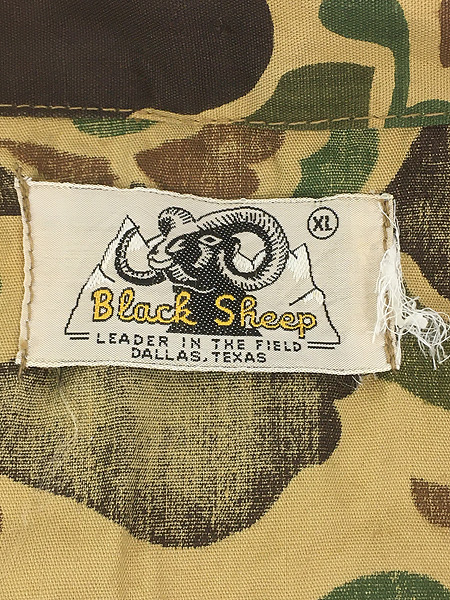 XL
Black Sheep
LEADER IN THE FIELD
DALLAS, TEXAS